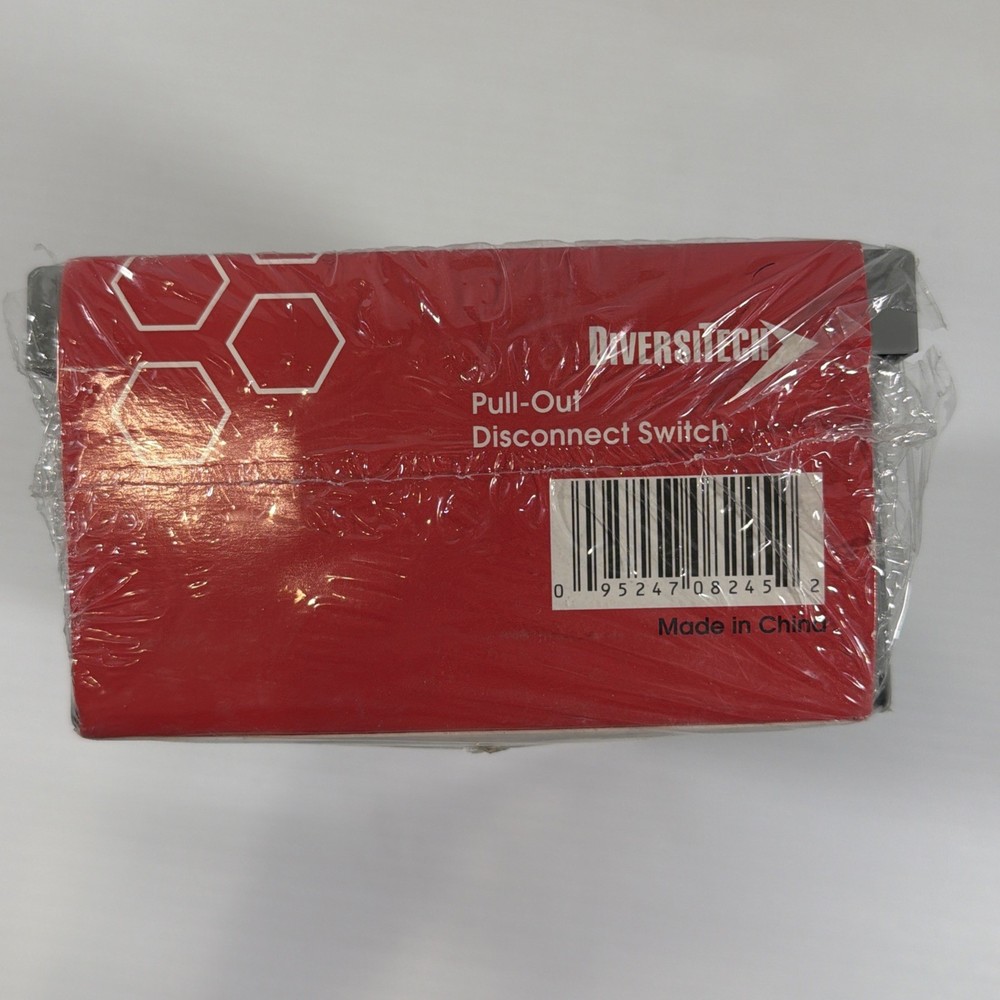 DIVERSITECH
Pull-Out
Disconnect Switch
0 95247 08245 2
Made in China